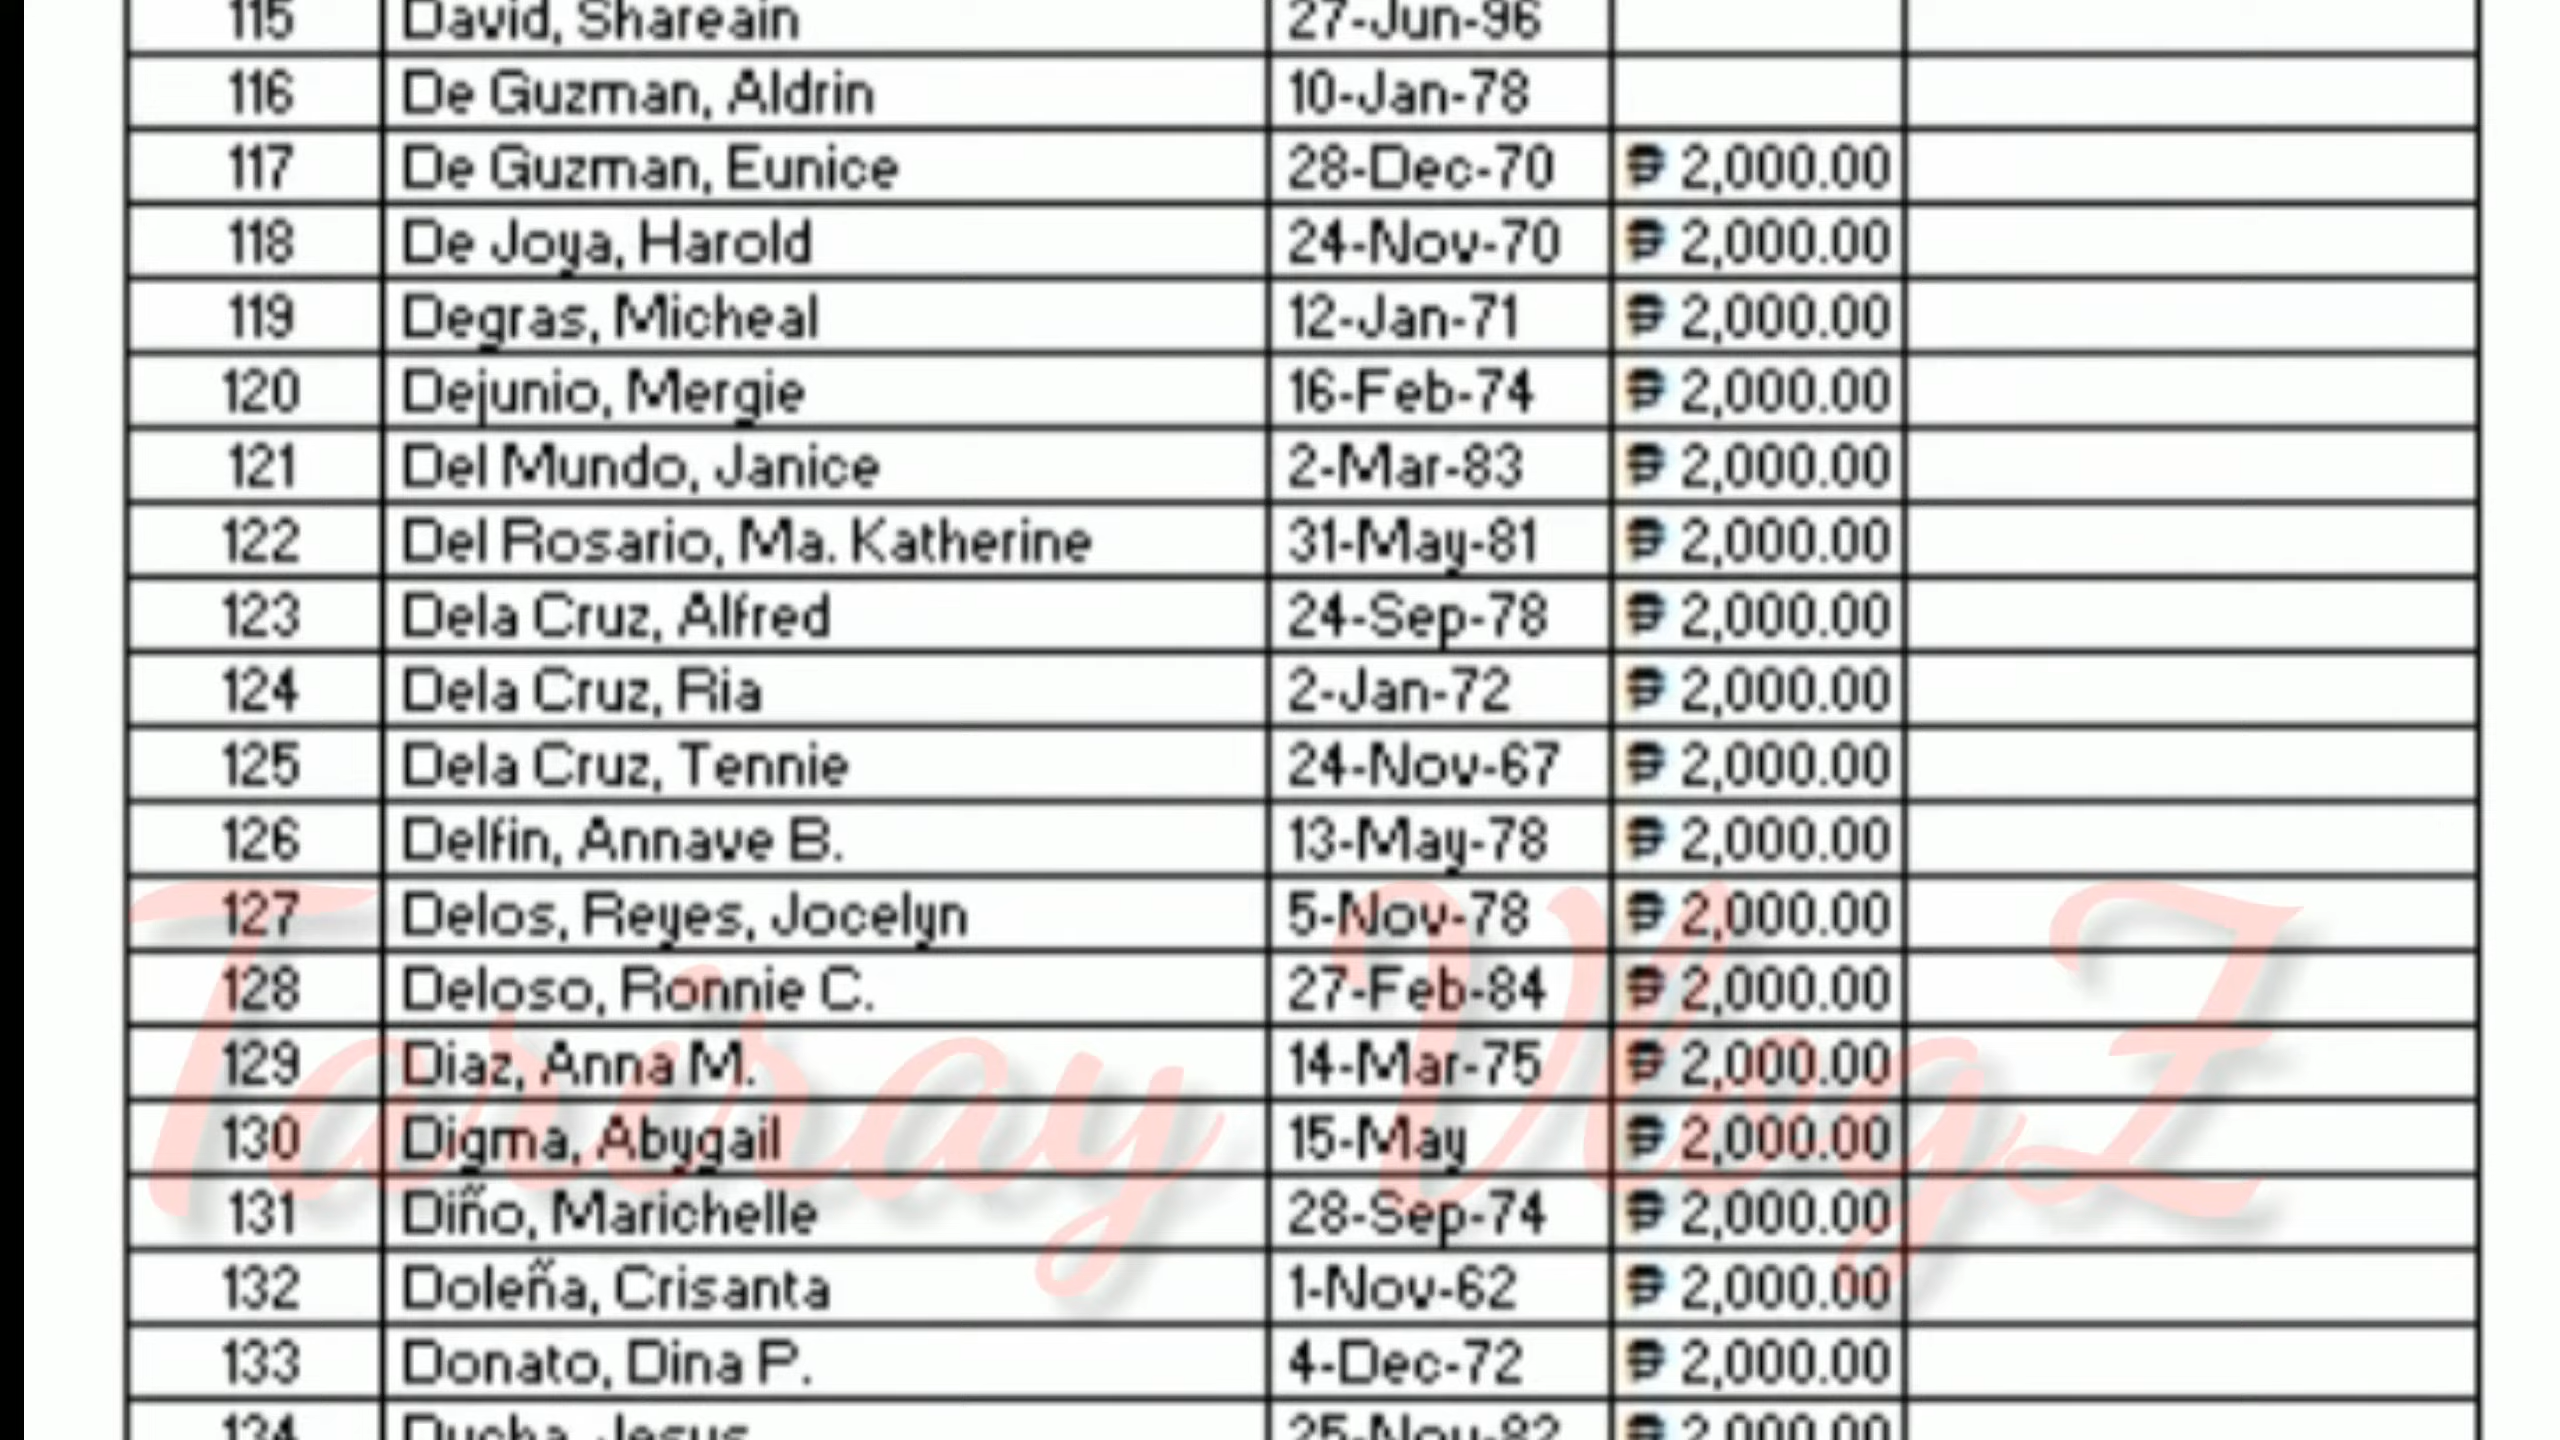 115 David, Shareain 27-Jun-96
116 De Guzman, Aldrin 10-Jan-78
117 De Guzman, Eunice 28-Dec-70 ₱ 2,000.00
118 De Joya, Harold 24-Nov-70 ₱ 2,000.00
119 Degras, Micheal 12-Jan-71 ₱ 2,000.00
120 Dejunio, Mergie 16-Feb-74 ₱ 2,000.00
121 Del Mundo, Janice 2-Mar-83 ₱ 2,000.00
122 Del Rosario, Ma. Katherine 31-May-81 ₱ 2,000.00
123 Dela Cruz, Alfred 24-Sep-78 ₱ 2,000.00
124 Dela Cruz, Ria 2-Jan-72 ₱ 2,000.00
125 Dela Cruz, Tennie 24-Nov-67 ₱ 2,000.00
126 Delfin, Annave B. 13-May-78 ₱ 2,000.00
127 Delos, Reyes, Jocelyn 5-Nov-78 ₱ 2,000.00
128 Deloso, Ronnie C. 27-Feb-84 ₱ 2,000.00
129 Diaz, Anna M. 14-Mar-75 ₱ 2,000.00
130 Digma, Abygail 15-May ₱ 2,000.00
131 Diño, Marichelle 28-Sep-74 ₱ 2,000.00
132 Doleña, Crisanta 1-Nov-62 ₱ 2,000.00
133 Donato, Dina P. 4-Dec-72 ₱ 2,000.00
134 Jesus 25-Nov-82 ₱ 2,000.00
VlogZ